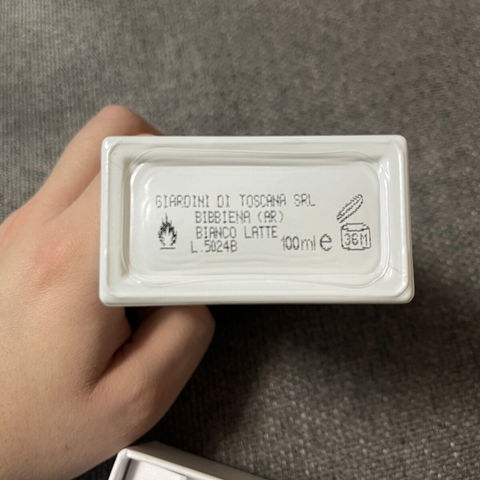 GIARDINI DI TOSCANA SRL
BIBBIENA (AR)
BIANCO LATTE
L.5024B
100ml e
36M